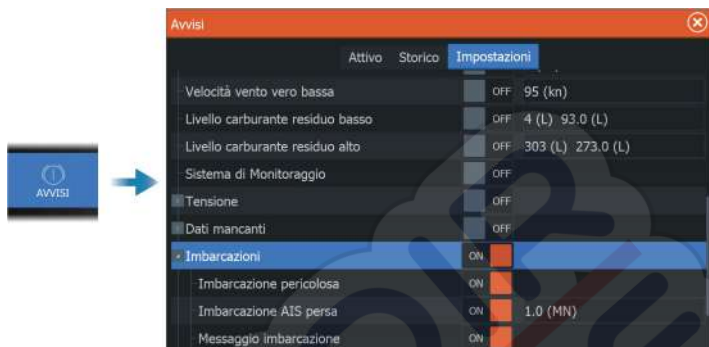 Avvisi
Attivo Storico Impostazioni
Velocità vento vero bassa OFF 95 (kn)
Livello carburante residuo basso OFF 4 (L) 93.0 (L)
Livello carburante residuo alto OFF 303 (L) 273.0 (L)
Sistema di Monitoraggio OFF
Tensione OFF
Dati mancanti OFF
AVVISI
Imbarcazioni ON
Imbarcazione pericolosa ON
Imbarcazione AIS persa ON 1.0 (MN)
Messaggio imbarcazione ON